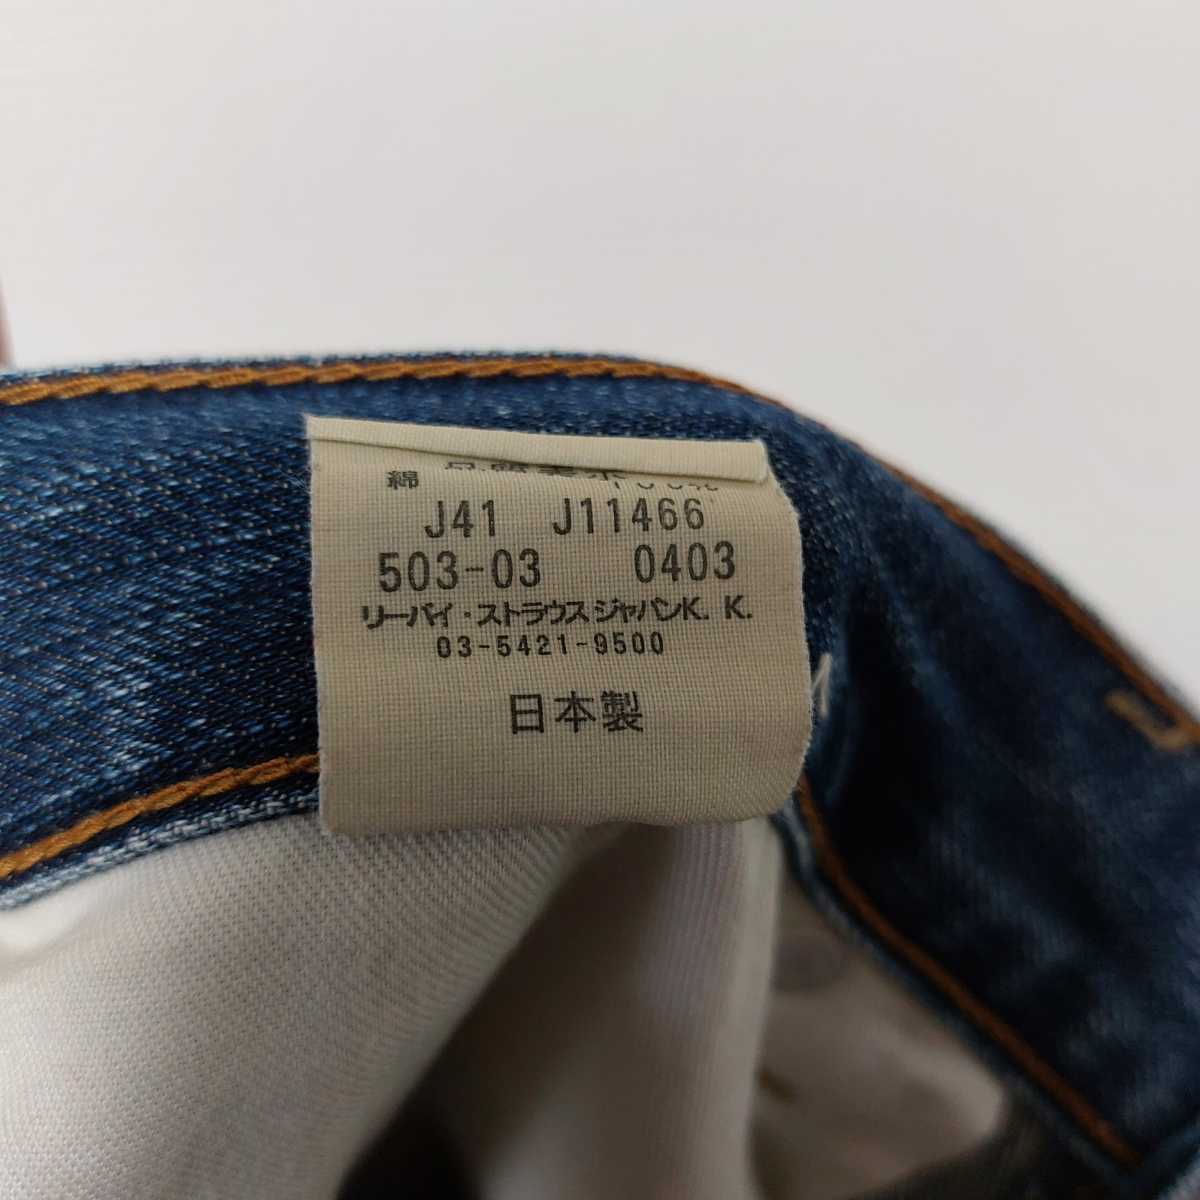 綿
J41 J11466
503-03 0403
リーバイ・ストラウスジャパンK. K.
03-5421-9500
日本製